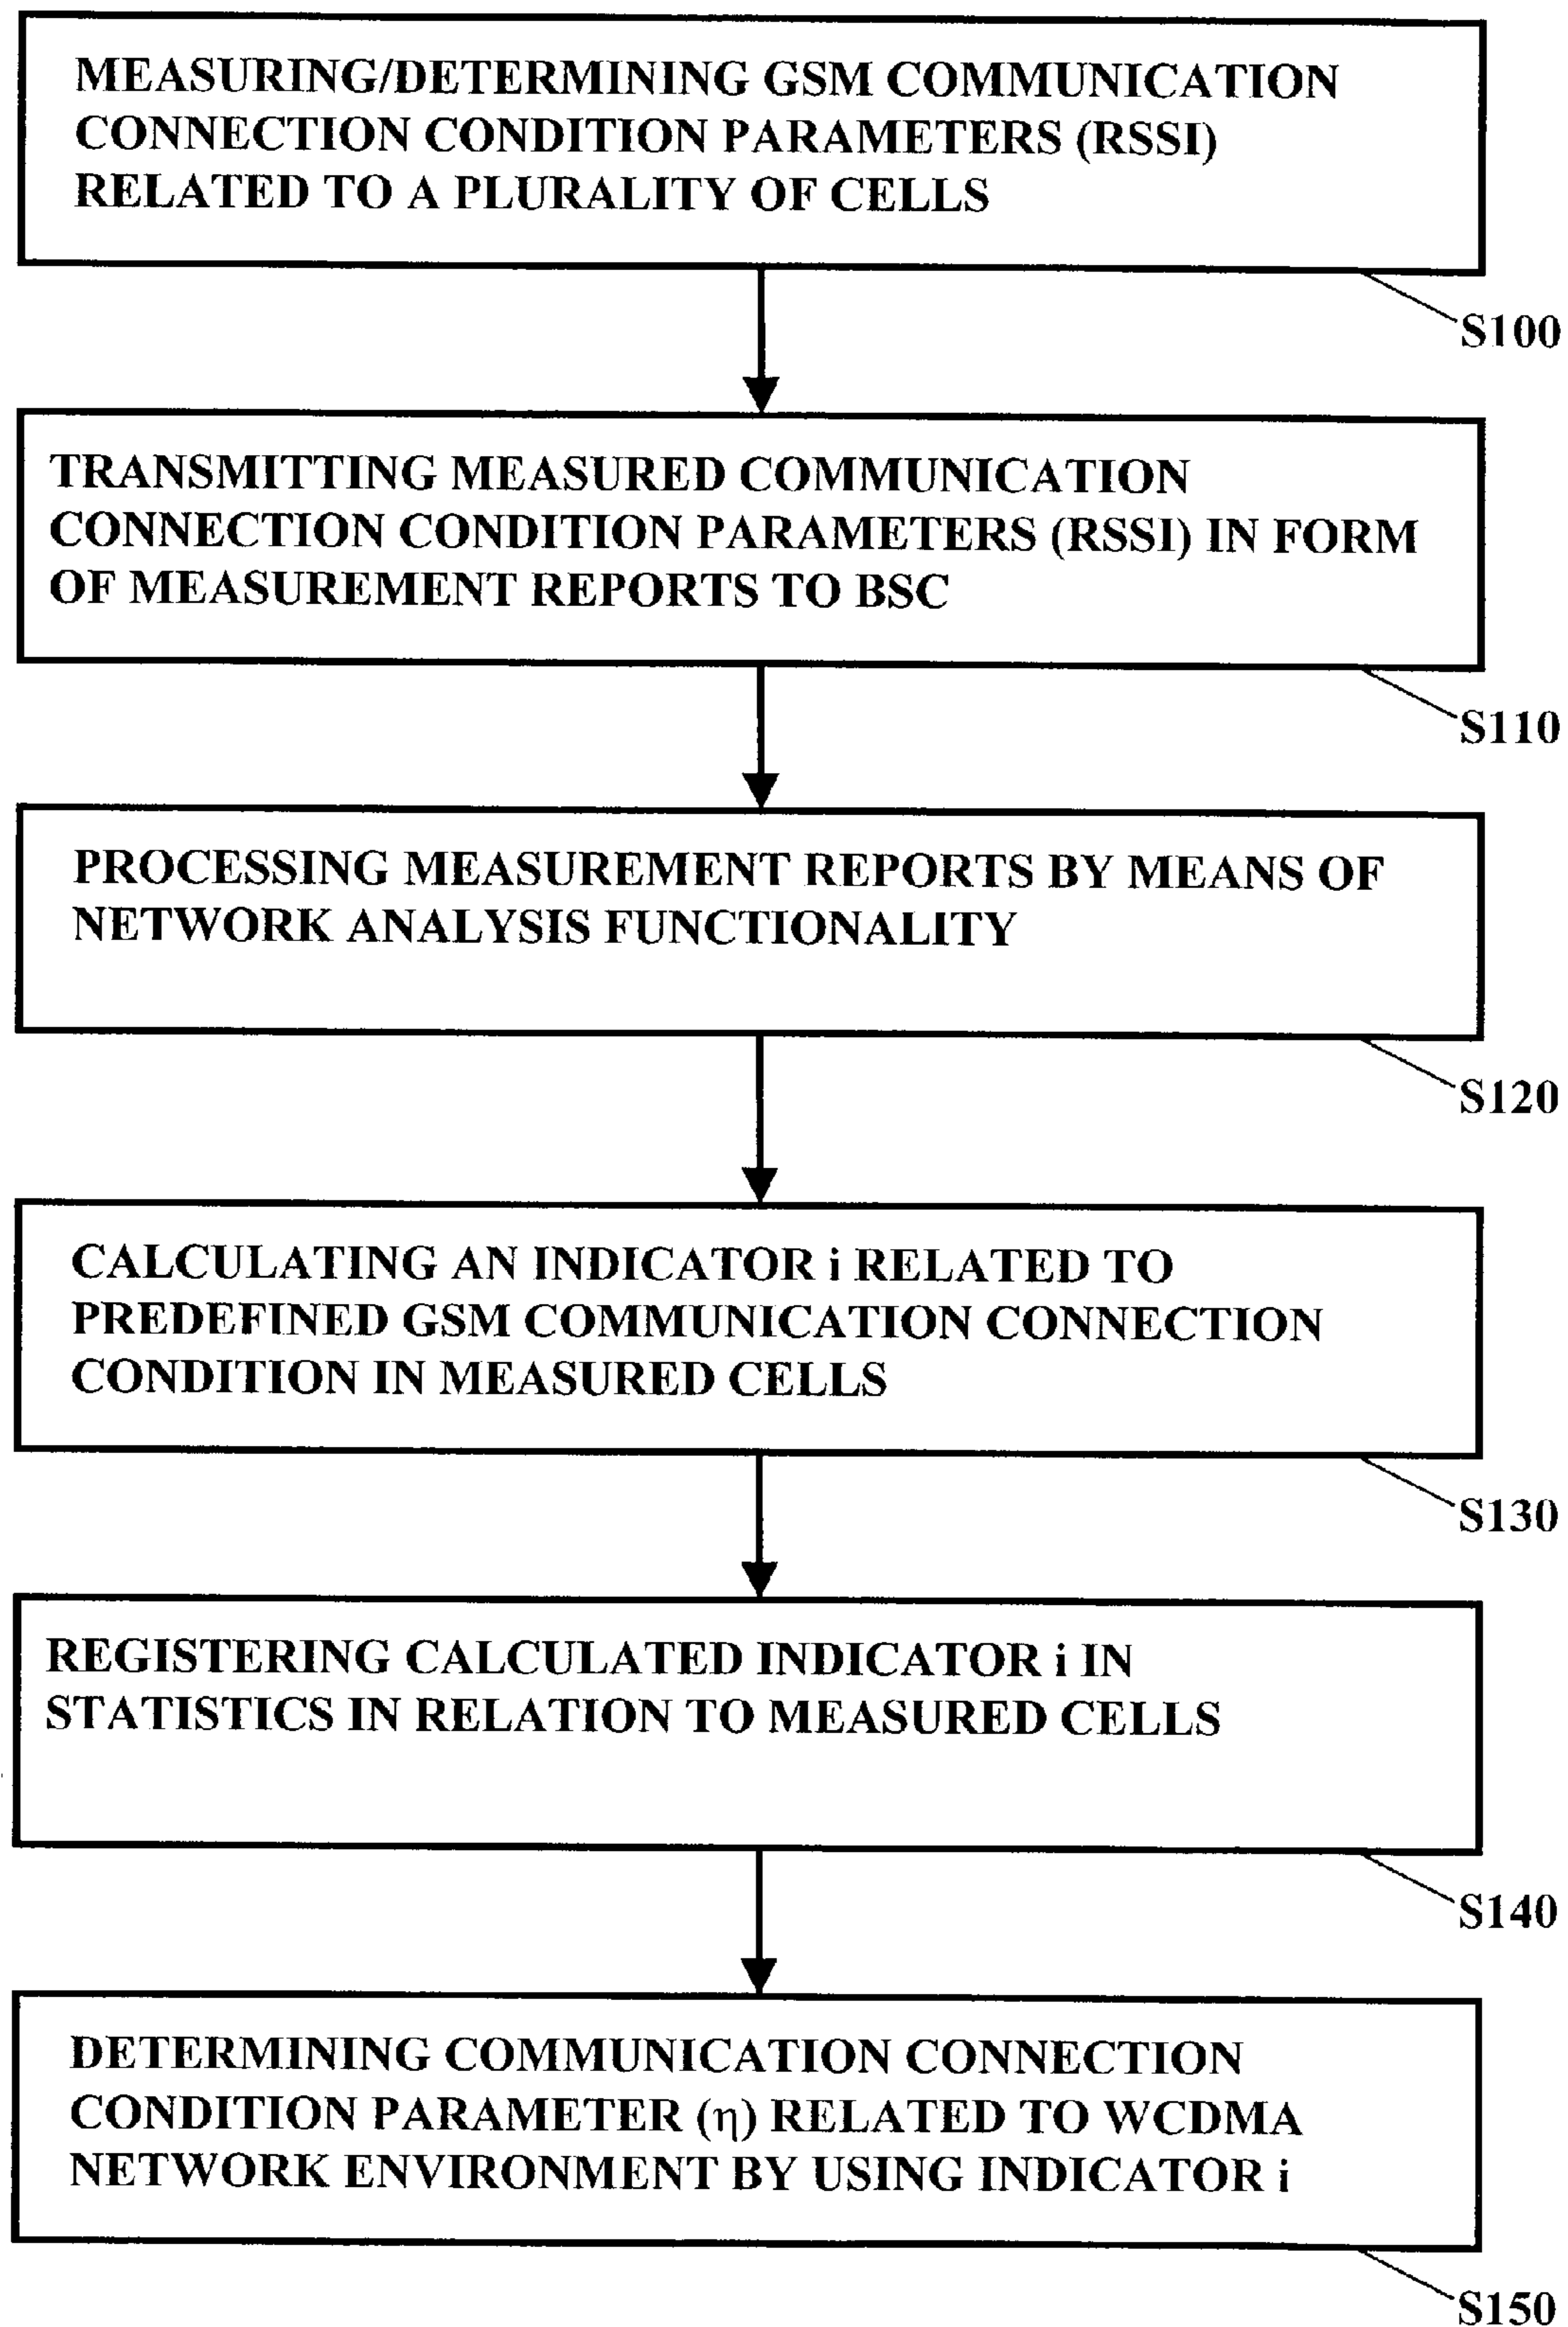 MEASURING/DETERMINING GSM COMMUNICATION
CONNECTION CONDITION PARAMETERS (RSSI)
RELATED TO A PLURALITY OF CELLS
S100
TRANSMITTING MEASURED COMMUNICATION
CONNECTION CONDITION PARAMETERS (RSSI) IN FORM
OF MEASUREMENT REPORTS TO BSC
S110
PROCESSING MEASUREMENT REPORTS BY MEANS OF
NETWORK ANALYSIS FUNCTIONALITY
S120
CALCULATING AN INDICATOR i RELATED TO
PREDEFINED GSM COMMUNICATION CONNECTION
CONDITION IN MEASURED CELLS
S130
REGISTERING CALCULATED INDICATOR i IN
STATISTICS IN RELATION TO MEASURED CELLS
S140
DETERMINING COMMUNICATION CONNECTION
CONDITION PARAMETER (η) RELATED TO WCDMA
NETWORK ENVIRONMENT BY USING INDICATOR i
S150